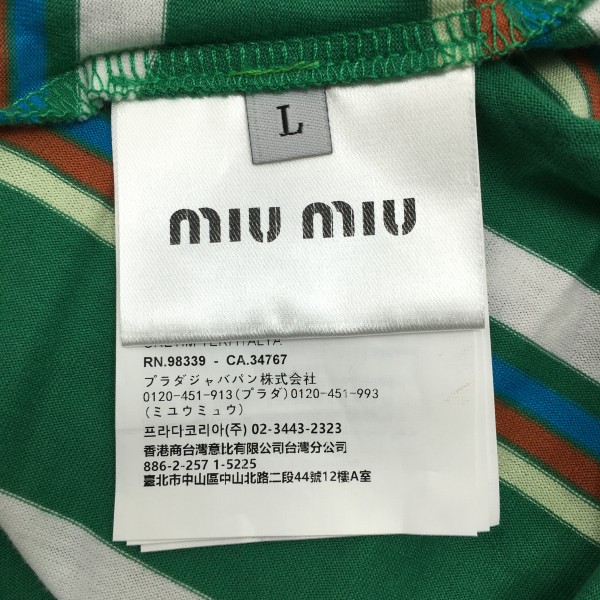 L
miu miu
RN.98339 - CA.34767
プラダジャバパン株式会社
0120-451-913(プラダ)0120-451-993
(ミユウミュウ)
프라다코리아(주) 02-3443-2323
香港商台灣意比有限公司台灣分公司
886-2-257 1-5225
臺北市中山區中山北路二段44號12樓A室